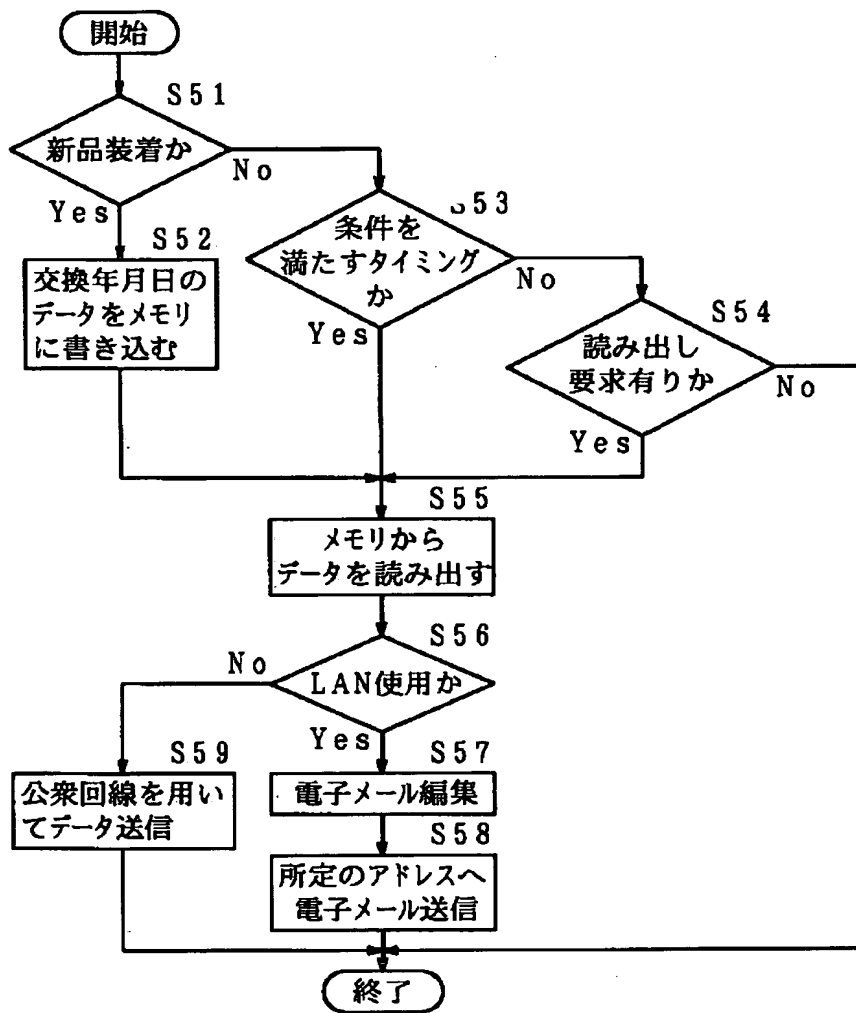 開始
S51
新品装着か
No
Yes
S52
交換年月日の
データをメモリ
に書き込む
S53
条件を
満たすタイミング
か
No
Yes
S54
読み出し
要求有りか
No
Yes
S55
メモリから
データを読み出す
S56
LAN使用か
No
Yes
S57
電子メール編集
S58
所定のアドレスへ
電子メール送信
S59
公衆回線を用い
てデータ送信
終了